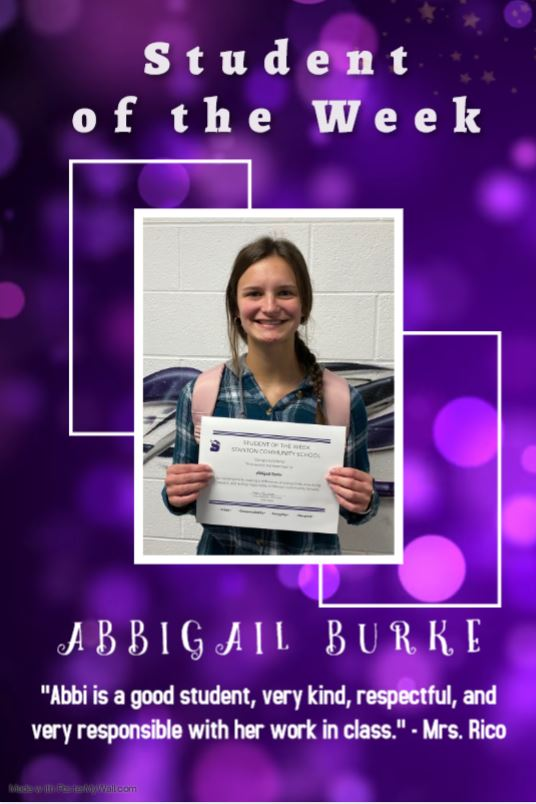 Student
of the Week
STUDENT OF THE WEEK
STANTON COMMUNITY SCHOOL
ABBIGAIL BURKE
"Abbi is a good student, very kind, respectful, and
very responsible with her work in class." - Mrs. Rico
Made with PosterMyWall.com